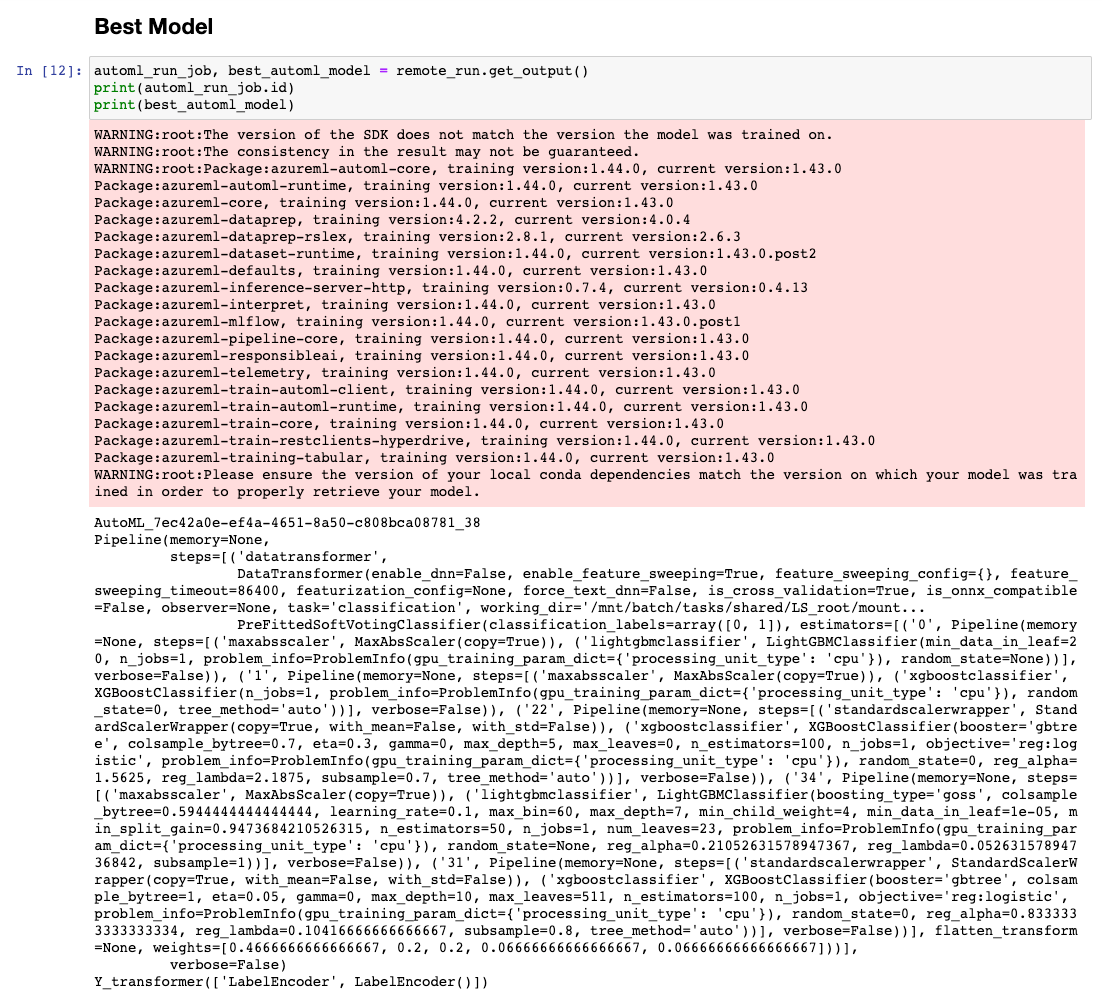 Best Model
In [12]:
automl_run_job, best_automl_model = remote_run.get_output()
print(automl_run_job.id)
print(best_automl_model)
WARNING:root:The version of the SDK does not match the version the model was trained on.
WARNING:root:The consistency in the result may not be guaranteed.
WARNING:root:Package:azureml-automl-core, training version:1.44.0, current version:1.43.0
Package:azureml-automl-runtime, training version:1.44.0, current version:1.43.0
Package:azureml-core, training version:1.44.0, current version:1.43.0
Package:azureml-dataprep, training version:4.2.2, current version:4.0.4
Package:azureml-dataprep-rslex, training version:2.8.1, current version:2.6.3
Package:azureml-dataset-runtime, training version:1.44.0, current version:1.43.0.post2
Package:azureml-defaults, training version:1.44.0, current version:1.43.0
Package:azureml-inference-server-http, training version:0.7.4, current version:0.4.13
Package:azureml-interpret, training version:1.44.0, current version:1.43.0
Package:azureml-mlflow, training version:1.44.0, current version:1.43.0.post1
Package:azureml-pipeline-core, training version:1.44.0, current version:1.43.0
Package:azureml-responsibleai, training version:1.44.0, current version:1.43.0
Package:azureml-telemetry, training version:1.44.0, current version:1.43.0
Package:azureml-train-automl-client, training version:1.44.0, current version:1.43.0
Package:azureml-train-automl-runtime, training version:1.44.0, current version:1.43.0
Package:azureml-train-core, training version:1.44.0, current version:1.43.0
Package:azureml-train-restclients-hyperdrive, training version:1.44.0, current version:1.43.0
Package:azureml-training-tabular, training version:1.44.0, current version:1.43.0
WARNING:root:Please ensure the version of your local conda dependencies match the version on which your model was tra
ined in order to properly retrieve your model.
AutoML_7ec42a0e-ef4a-4651-8a50-c808bca08781_38
Pipeline(memory=None,
steps=[('datatransformer',
DataTransformer(enable_dnn=False, enable_feature_sweeping=True, feature_sweeping_config={}, feature_
sweeping_timeout=86400, featurization_config=None, force_text_dnn=False, is_cross_validation=True, is_onnx_compatible
=False, observer=None, task='classification', working_dir='/mnt/batch/tasks/shared/LS_root/mount...
PreFittedSoftVotingClassifier(classification_labels=array([0, 1]), estimators=[('0', Pipeline(memory
=None, steps=[('maxabsscaler', MaxAbsScaler(copy=True)), ('lightgbmclassifier', LightGBMClassifier(min_data_in_leaf=2
0, n_jobs=1, problem_info=ProblemInfo(gpu_training_param_dict={'processing_unit_type': 'cpu'}), random_state=None))],
verbose=False)), ('1', Pipeline(memory=None, steps=[('maxabsscaler', MaxAbsScaler(copy=True)), ('xgboostclassifier',
XGBoostClassifier(n_jobs=1, problem_info=ProblemInfo(gpu_training_param_dict={'processing_unit_type': 'cpu'}), random
_state=0, tree_method='auto'))], verbose=False)), ('22', Pipeline(memory=None, steps=[('standardscalerwrapper', Stand
ardScalerWrapper(copy=True, with_mean=False, with_std=False)), ('xgboostclassifier', XGBoostClassifier(booster='gbtre
e', colsample_bytree=0.7, eta=0.3, gamma=0, max_depth=5, max_leaves=0, n_estimators=100, n_jobs=1, objective='reg:log
istic', problem_info=ProblemInfo(gpu_training_param_dict={'processing_unit_type': 'cpu'}), random_state=0, reg_alpha=
1.5625, reg_lambda=2.1875, subsample=0.7, tree_method='auto'))], verbose=False)), ('34', Pipeline(memory=None, steps=
[('maxabsscaler', MaxAbsScaler(copy=True)), ('lightgbmclassifier', LightGBMClassifier(boosting_type='goss', colsample
_bytree=0.5944444444444444, learning_rate=0.1, max_bin=60, max_depth=7, min_child_weight=4, min_data_in_leaf=1e-05, m
in_split_gain=0.9473684210526315, n_estimators=50, n_jobs=1, num_leaves=23, problem_info=ProblemInfo(gpu_training_par
am_dict={'processing_unit_type': 'cpu'}), random_state=None, reg_alpha=0.21052631578947367, reg_lambda=0.052631578947
36842, subsample=1))], verbose=False)), ('31', Pipeline(memory=None, steps=[('standardscalerwrapper', StandardScalerW
rapper(copy=True, with_mean=False, with_std=False)), ('xgboostclassifier', XGBoostClassifier(booster='gbtree', colsam
ple_bytree=1, eta=0.05, gamma=0, max_depth=10, max_leaves=511, n_estimators=100, n_jobs=1, objective='reg:logistic',
problem_info=ProblemInfo(gpu_training_param_dict={'processing_unit_type': 'cpu'}), random_state=0, reg_alpha=0.833333
3333333334, reg_lambda=0.10416666666666667, subsample=0.8, tree_method='auto'))], verbose=False))], flatten_transform
=None, weights=[0.4666666666666667, 0.2, 0.2, 0.06666666666666667, 0.06666666666666667]))],
verbose=False)
Y_transformer(['LabelEncoder', LabelEncoder()])